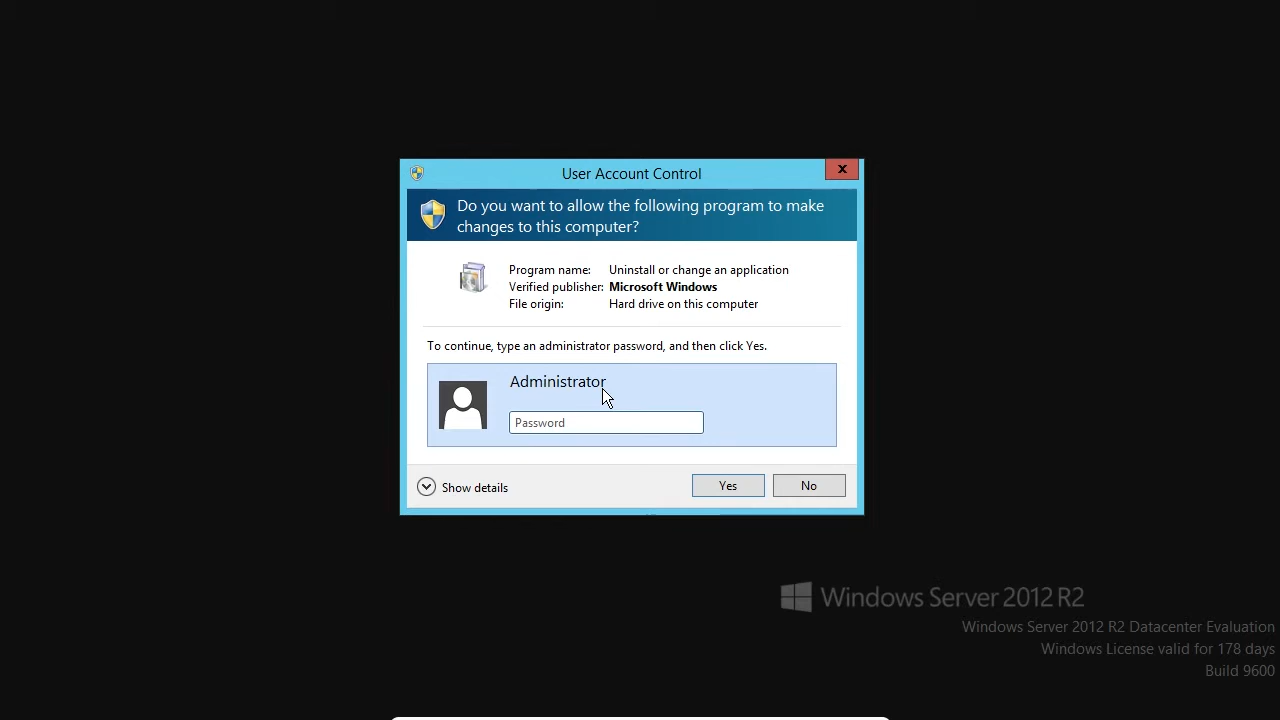 User Account Control
x
Do you want to allow the following program to make
changes to this computer?
Program name: Uninstall or change an application
Verified publisher: Microsoft Windows
File origin: Hard drive on this computer
To continue, type an administrator password, and then click Yes.
Administrator
Password
Show details
Yes
No
Windows Server 2012 R2
Windows Server 2012 R2 Datacenter Evaluation
Windows License valid for 178 days
Build 9600